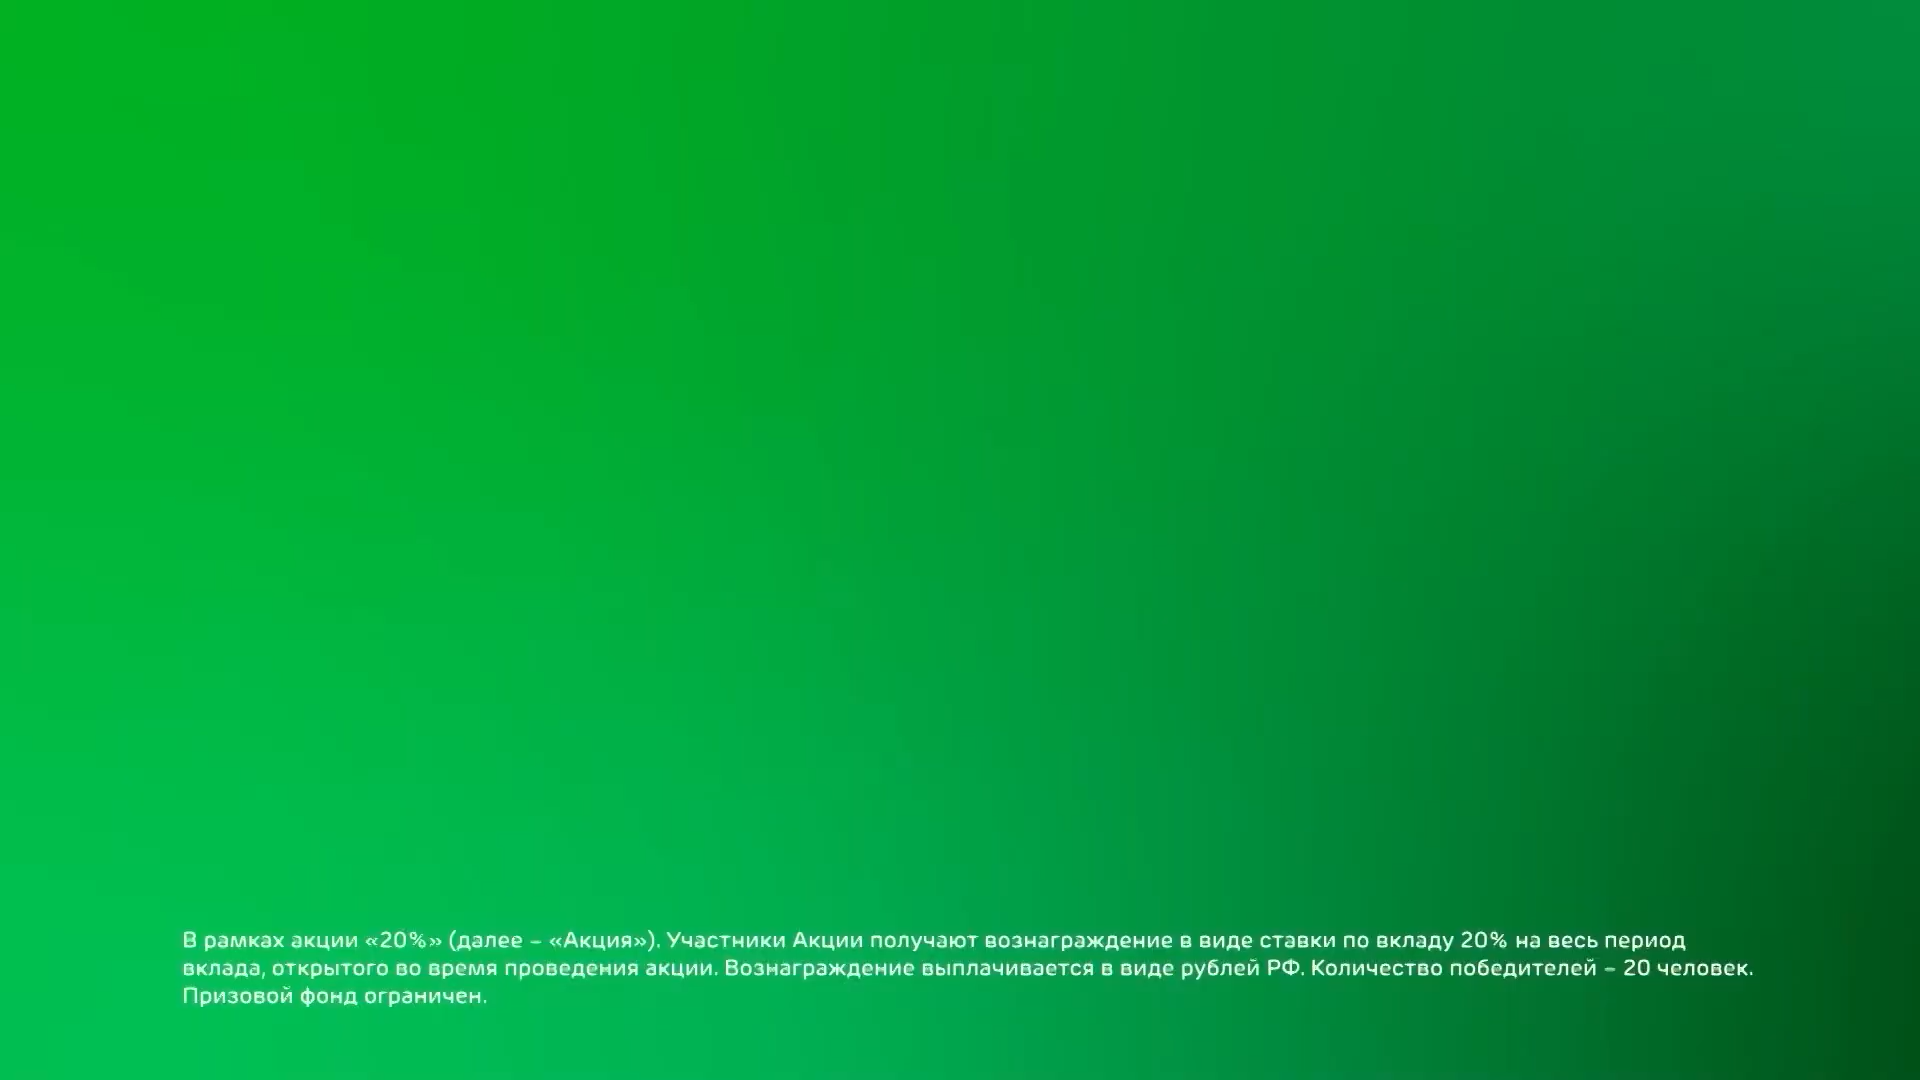 В рамках акции «20%» (далее – «Акция»). Участники Акции получают вознаграждение в виде ставки по вкладу 20% на весь период
вклада, открытого во время проведения акции. Вознаграждение выплачивается в виде рублей РФ. Количество победителей – 20 человек.
Призовой фонд ограничен.